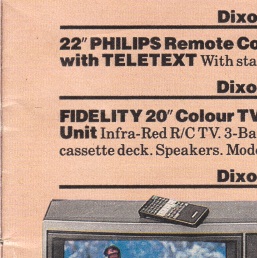 Dixo
22" PHILIPS Remote Co
with TELETEXT With sta
Dixo
FIDELITY 20" Colour TV
Unit Infra-Red R/C TV. 3-Ba
cassette deck. Speakers. Mod
Dixo